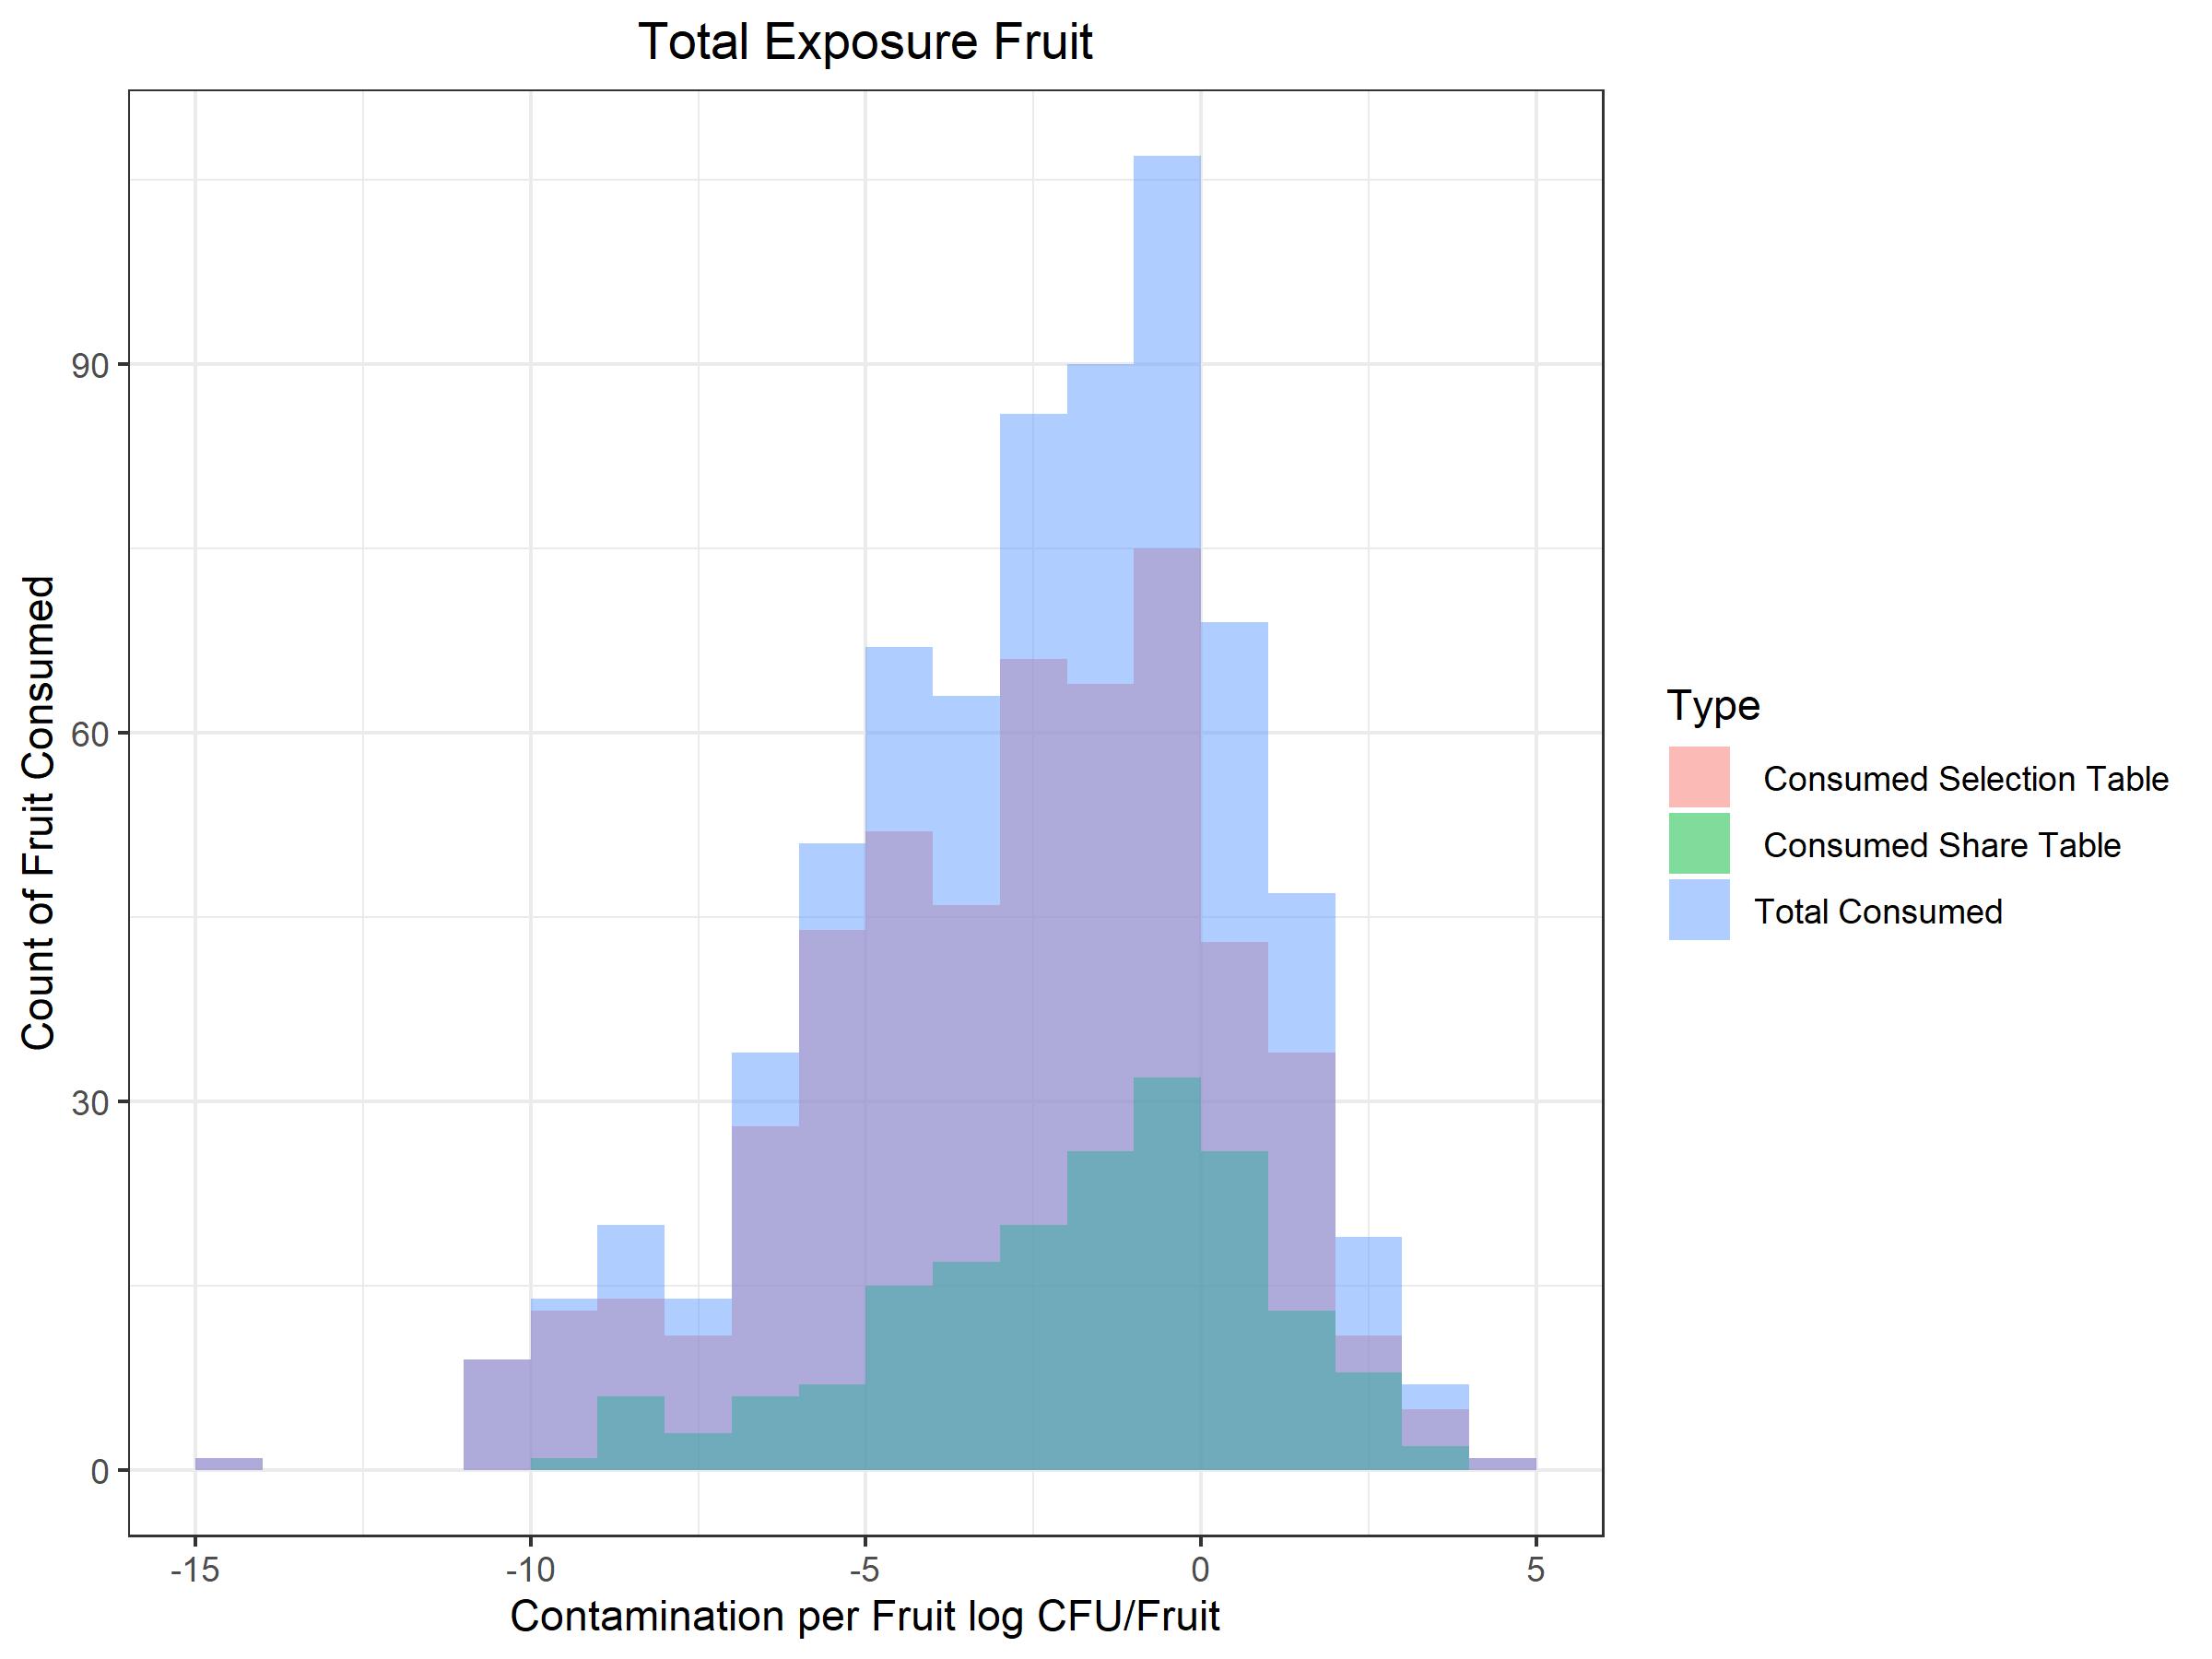 Total Exposure Fruit
Count of Fruit Consumed
90
60
30
0
-15 -10 -5 0 5
Contamination per Fruit log CFU/Fruit
Type
Consumed Selection Table
Consumed Share Table
Total Consumed